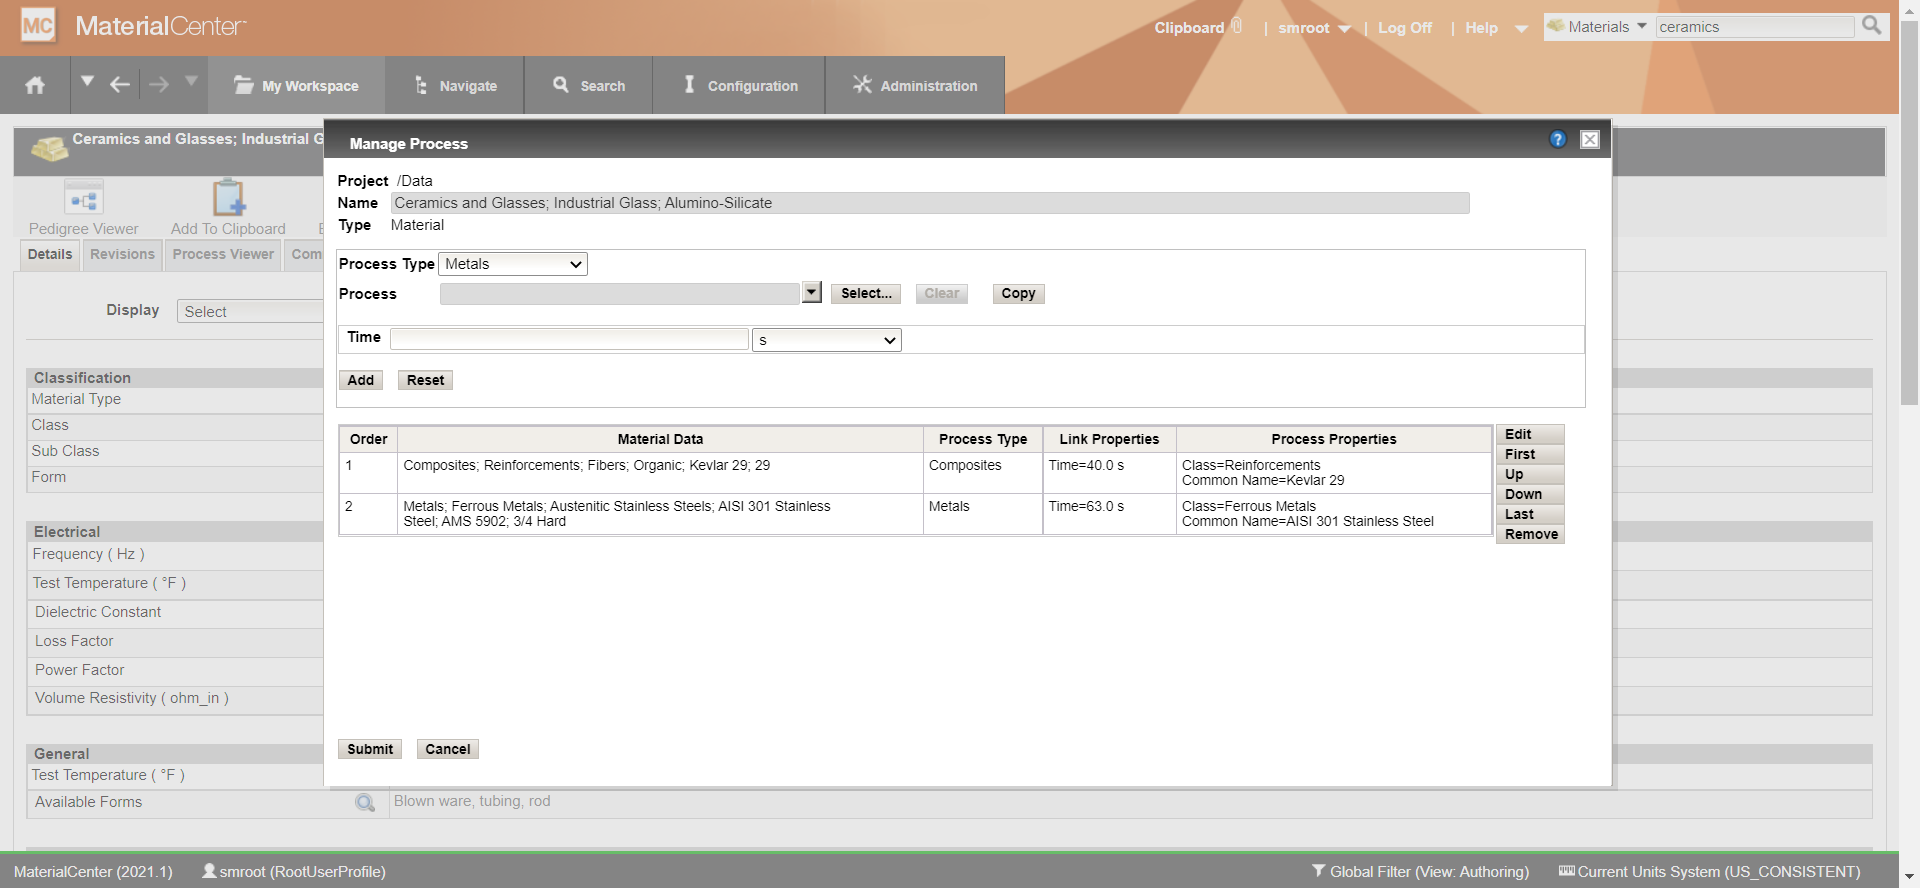 MC MaterialCenter
Clipboard | smroot | Log Off | Help Materials ceramics
My Workspace Navigate Search Configuration Administration
Ceramics and Glasses; Industrial G
Pedigree Viewer Add To Clipboard
Details Revisions Process Viewer Com
Display Select
Classification
Material Type
Class
Sub Class
Form
Electrical
Frequency ( Hz )
Test Temperature ( °F )
Dielectric Constant
Loss Factor
Power Factor
Volume Resistivity ( ohm_in )
General
Test Temperature ( °F )
Available Forms Blown ware, tubing, rod
Manage Process ?
Project /Data
Name Ceramics and Glasses; Industrial Glass; Alumino-Silicate
Type Material
Process Type Metals
Process Select... Clear Copy
Time s
Add Reset
Order Material Data Process Type Link Properties Process Properties
1 Composites; Reinforcements; Fibers; Organic; Kevlar 29; 29 Composites Time=40.0 s Class=Reinforcements
Common Name=Kevlar 29
2 Metals; Ferrous Metals; Austenitic Stainless Steels; AISI 301 Stainless Metals Time=63.0 s Class=Ferrous Metals
Steel; AMS 5902; 3/4 Hard Common Name=AISI 301 Stainless Steel
Edit
First
Up
Down
Last
Remove
Submit Cancel
MaterialCenter (2021.1) smroot (RootUserProfile) Global Filter (View: Authoring) Current Units System (US_CONSISTENT)